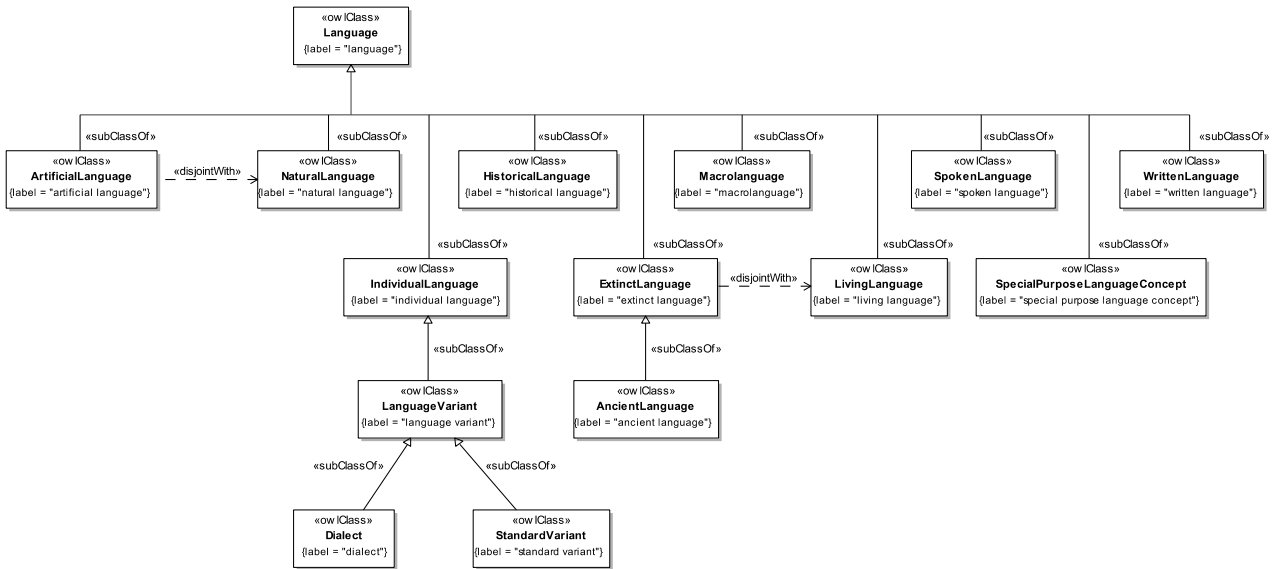 «owlClass»
Language
{label = "language"}
«subClassOf»
«subClassOf»
«subClassOf»
«subClassOf»
«subClassOf»
«subClassOf»
«owlClass»
ArtificialLanguage
{label = "artificial language"}
«disjointWith»
«owlClass»
NaturalLanguage
{label = "natural language"}
«owlClass»
HistoricalLanguage
{label = "historical language"}
«owlClass»
Macrolanguage
{label = "macrolanguage"}
«owlClass»
SpokenLanguage
{label = "spoken language"}
«owlClass»
WrittenLanguage
{label = "written language"}
«subClassOf»
«subClassOf»
«subClassOf»
«subClassOf»
«owlClass»
IndividualLanguage
{label = "individual language"}
«owlClass»
ExtinctLanguage
{label = "extinct language"}
«disjointWith»
«owlClass»
LivingLanguage
{label = "living language"}
«owlClass»
SpecialPurposeLanguageConcept
{label = "special purpose language concept"}
«subClassOf»
«subClassOf»
«owlClass»
LanguageVariant
{label = "language variant"}
«owlClass»
AncientLanguage
{label = "ancient language"}
«subClassOf»
«subClassOf»
«owlClass»
Dialect
{label = "dialect"}
«owlClass»
StandardVariant
{label = "standard variant"}